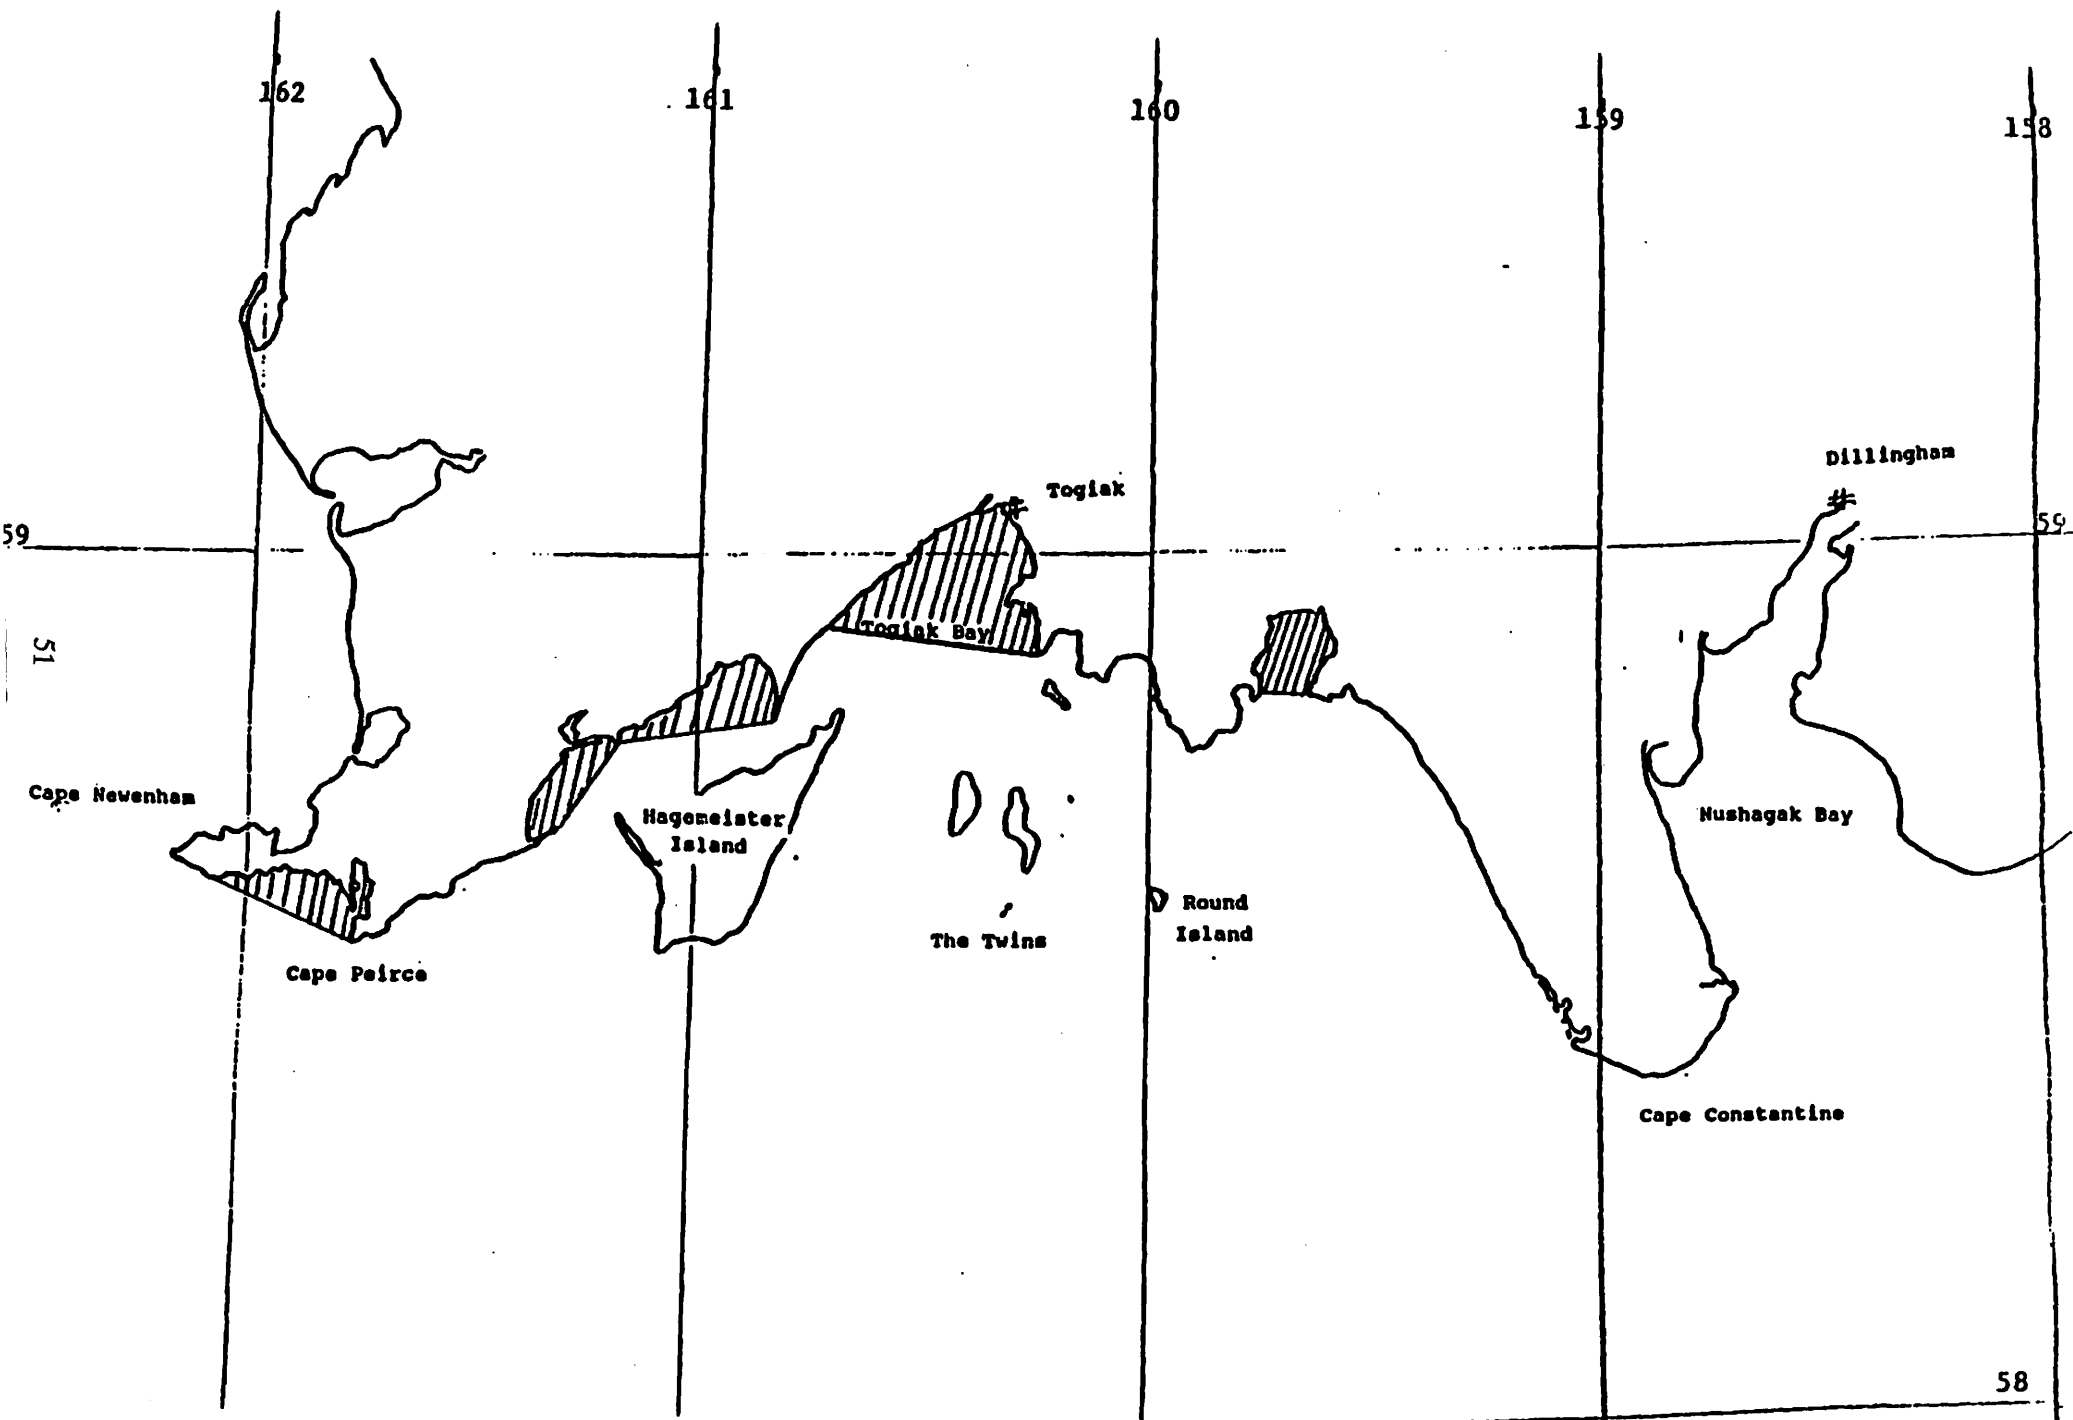 162
161
160
159
158
Dillingham
Togiak
59
59
51
Togiak Bay
Cape Newenham
Hagemeister
Island
Nushagak Bay
Round
Island
The Twins
Cape Peirce
Cape Constantine
58